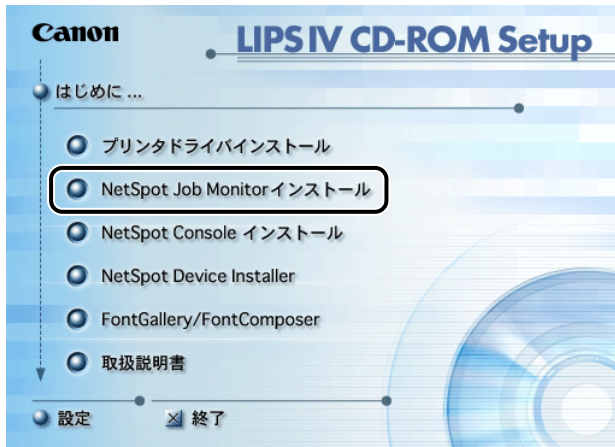 Canon
LIPS IV CD-ROM Setup
はじめに ...
プリンタドライバインストール
NetSpot Job Monitorインストール
NetSpot Console インストール
NetSpot Device Installer
FontGallery/FontComposer
取扱説明書
設定
終了